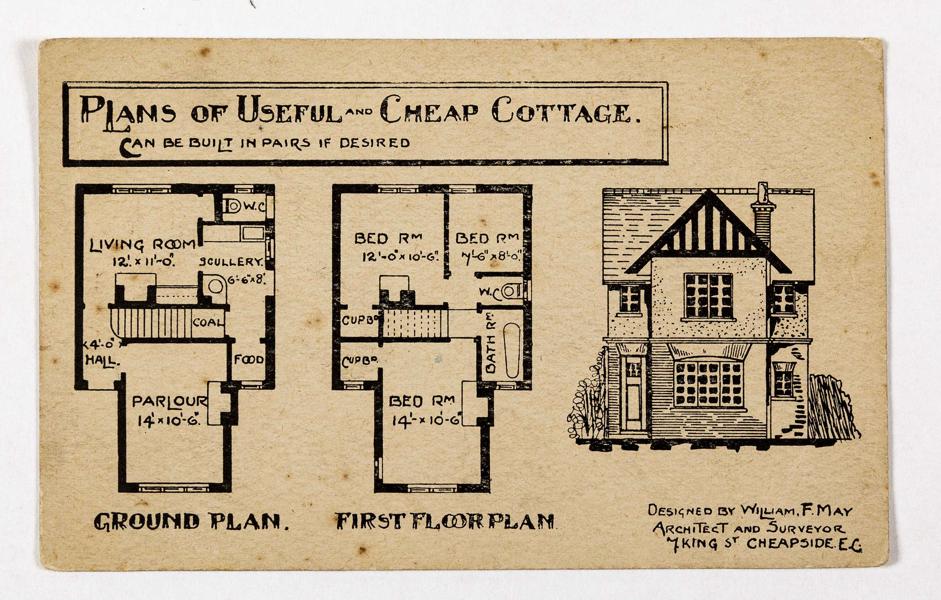 PLANS OF USEFUL AND CHEAP COTTAGE.
CAN BE BUILT IN PAIRS IF DESIRED
LIVING ROOM
12'.×11'-0".
W.C
SCULLERY.
6'-6"×8'.
COAL
4'-0"
HALL.
FOOD
PARLOUR
14'×10'-6".
GROUND PLAN.
BED RM
12'-0"×10'-6".
BED RM
7'-6"×8'-0".
W.C
CUPBD
BATH RM
CUPBD
BED RM
14'-×10'-6"
FIRST FLOOR PLAN
DESIGNED BY WILLIAM. F. MAY
ARCHITECT AND SURVEYOR
7 KING ST CHEAPSIDE. E.C.